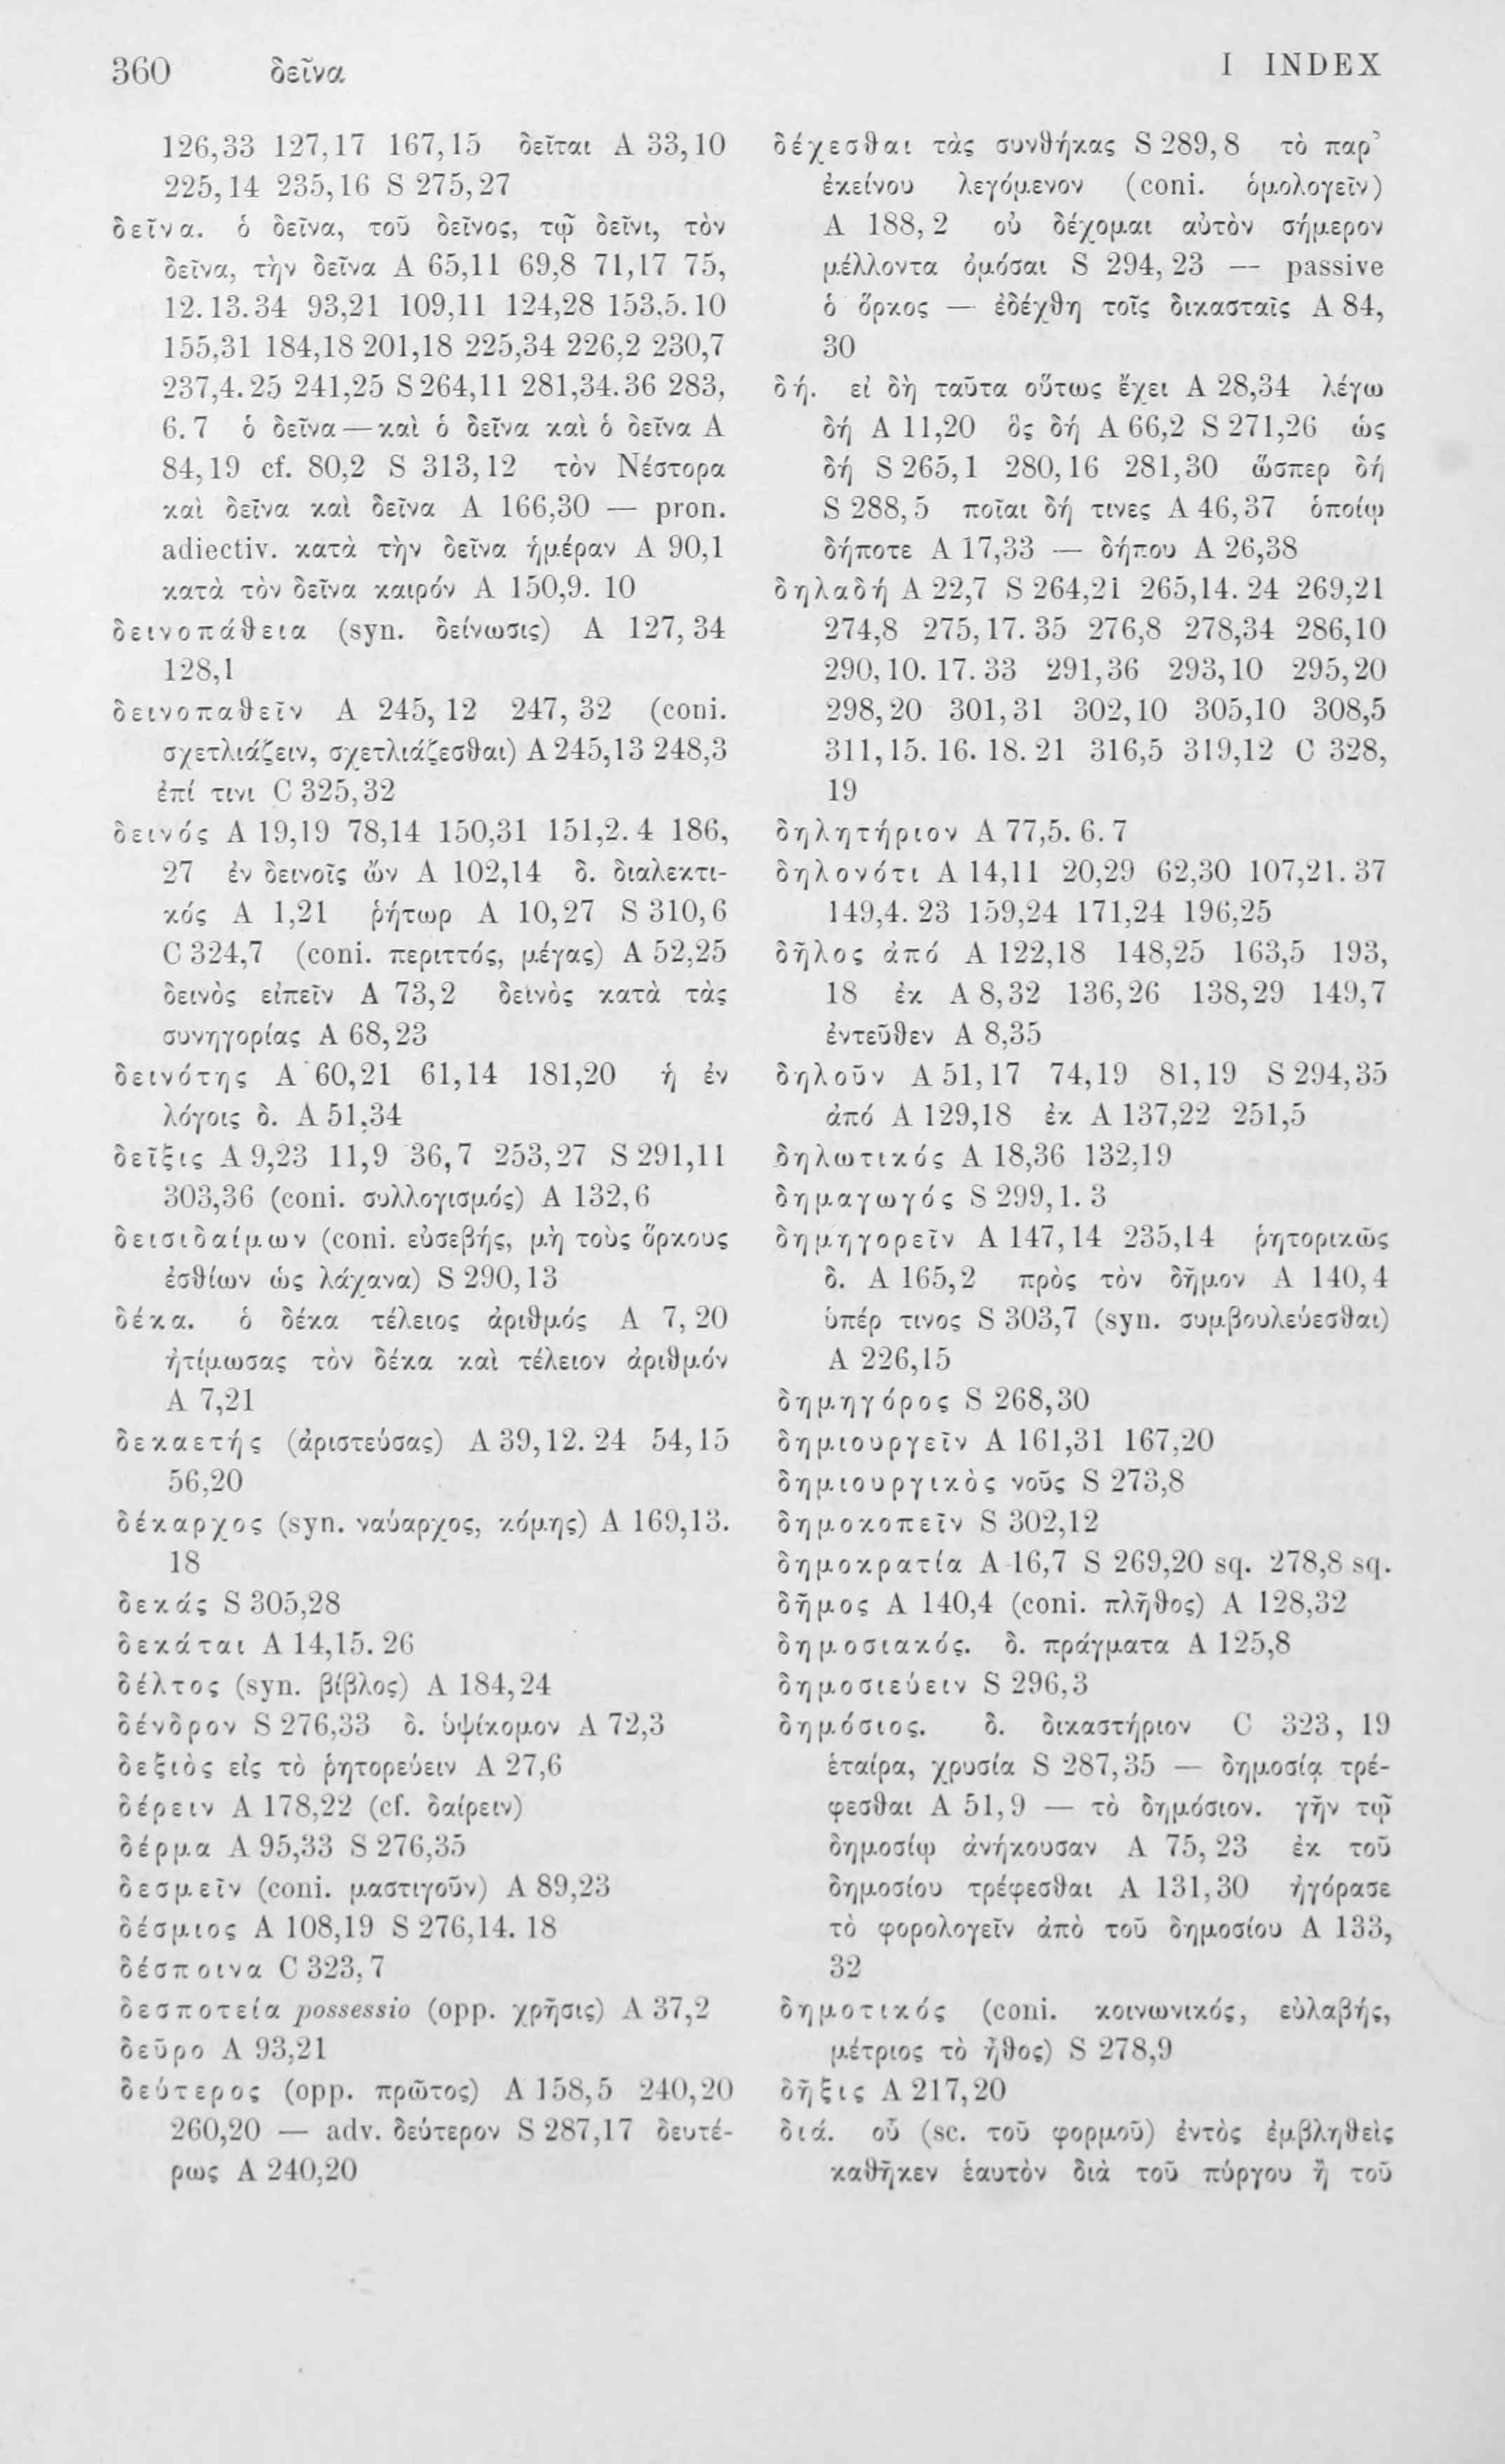 360 δεῖνα
I INDEX
126,33 127,17 167,15 δεῖται A 33,10
225,14 235,16 S 275,27
δεῖνα. ὁ δεῖνα, τοῦ δεῖνος, τῷ δεῖνι, τὸν
δεῖνα, τὴν δεῖνα A 65,11 69,8 71,17 75,
12.13.34 93,21 109,11 124,28 153,5.10
155,31 184,18 201,18 225,34 226,2 230,7
237,4.25 241,25 S 264,11 281,34.36 283,
6.7 ὁ δεῖνα — καὶ ὁ δεῖνα καὶ ὁ δεῖνα A
84,19 cf. 80,2 S 313,12 τὸν Νέστορα
καὶ δεῖνα καὶ δεῖνα A 166,30 — pron.
adiectiv. κατὰ τὴν δεῖνα ἡμέραν A 90,1
κατὰ τὸν δεῖνα καιρόν A 150,9. 10
δεινοπάθεια (syn. δείνωσις) A 127,34
128,1
δεινοπαθεῖν A 245,12 247,32 (coni.
σχετλιάζειν, σχετλιάζεσθαι) A 245,13 248,3
ἐπί τινι C 325,32
δεινός A 19,19 78,14 150,31 151,2.4 186,
27 ἐν δεινοῖς ὤν A 102,14 δ. διαλεκτι-
κός A 1,21 ῥήτωρ A 10,27 S 310,6
C 324,7 (coni. περιττός, μέγας) A 52,25
δεινὸς εἰπεῖν A 73,2 δεινὸς κατὰ τὰς
συνηγορίας A 68,23
δεινότης A 60,21 61,14 181,20 ἡ ἐν
λόγοις δ. A 51,34
δεῖξις A 9,23 11,9 36,7 253,27 S 291,11
303,36 (coni. συλλογισμός) A 132,6
δεισιδαίμων (coni. εὐσεβής, μὴ τοὺς ὅρκους
ἐσθίων ὡς λάχανα) S 290,13
δέκα. ὁ δέκα τέλειος ἀριθμός A 7,20
ἠτίμωσας τὸν δέκα καὶ τέλειον ἀριθμόν
A 7,21
δεκαετής (ἀριστεύσας) A 39,12.24 54,15
56,20
δέκαρχος (syn. ναύαρχος, κόμης) A 169,13.
18
δεκάς S 305,28
δεκάται A 14,15. 26
δέλτος (syn. βίβλος) A 184,24
δένδρον S 276,33 δ. ὑψίκομον A 72,3
δεξιὸς εἰς τὸ ῥητορεύειν A 27,6
δέρειν A 178,22 (cf. δαίρειν)
δέρμα A 95,33 S 276,35
δεσμεῖν (coni. μαστιγοῦν) A 89,23
δέσμιος A 108,19 S 276,14. 18
δέσποινα C 323,7
δεσποτεία possessio (opp. χρῆσις) A 37,2
δεῦρο A 93,21
δεύτερος (opp. πρῶτος) A 158,5 240,20
260,20 — adv. δεύτερον S 287,17 δευτέ-
ρως A 240,20
δέχεσθαι τὰς συνθήκας S 289,8 τὸ παρ᾽
ἐκείνου λεγόμενον (coni. ὁμολογεῖν)
A 188,2 οὐ δέχομαι αὐτὸν σήμερον
μέλλοντα ὀμόσαι S 294,23 — passive
ὁ ὅρκος — ἐδέχθη τοῖς δικασταῖς A 84,
30
δή. εἰ δὴ ταῦτα οὕτως ἔχει A 28,34 λέγω
δή A 11,20 ὃς δή A 66,2 S 271,26 ὡς
δή S 265,1 280,16 281,30 ὥσπερ δή
S 288,5 ποῖαι δή τινες A 46,37 ὁποίῳ
δήποτε A 17,33 — δήπου A 26,38
δηλαδή A 22,7 S 264,21 265,14. 24 269,21
274,8 275,17. 35 276,8 278,34 286,10
290,10. 17. 33 291,36 293,10 295,20
298,20 301,31 302,10 305,10 308,5
311,15. 16. 18. 21 316,5 319,12 C 328,
19
δηλητήριον A 77,5. 6. 7
δηλονότι A 14,11 20,29 62,30 107,21. 37
149,4. 23 159,24 171,24 196,25
δῆλος ἀπό A 122,18 148,25 163,5 193,
18 ἐκ A 8,32 136,26 138,29 149,7
ἐντεῦθεν A 8,35
δηλοῦν A 51,17 74,19 81,19 S 294,35
ἀπό A 129,18 ἐκ A 137,22 251,5
δηλωτικός A 18,36 132,19
δημαγωγός S 299,1. 3
δημηγορεῖν A 147,14 235,14 ῥητορικῶς
δ. A 165,2 πρὸς τὸν δῆμον A 140,4
ὑπέρ τινος S 303,7 (syn. συμβουλεύεσθαι)
A 226,15
δημηγόρος S 268,30
δημιουργεῖν A 161,31 167,20
δημιουργικὸς νοῦς S 273,8
δημοκοπεῖν S 302,12
δημοκρατία A 16,7 S 269,20 sq. 278,8 sq.
δῆμος A 140,4 (coni. πλῆθος) A 128,32
δημοσιακός. δ. πράγματα A 125,8
δημοσιεύειν S 296,3
δημόσιος. δ. δικαστήριον C 323, 19
ἑταίρα, χρυσία S 287,35 — δημοσίᾳ τρέ-
φεσθαι A 51,9 — τὸ δημόσιον. γῆν τῷ
δημοσίῳ ἀνήκουσαν A 75,23 ἐκ τοῦ
δημοσίου τρέφεσθαι A 131,30 ἠγόρασε
τὸ φορολογεῖν ἀπὸ τοῦ δημοσίου A 133,
32
δημοτικός (coni. κοινωνικός, εὐλαβής,
μέτριος τὸ ἦθος) S 278,9
δῆξις A 217,20
διά. οὗ (sc. τοῦ φορμοῦ) ἐντὸς ἐμβληθεὶς
καθῆκεν ἑαυτὸν διὰ τοῦ πύργου ἢ τοῦ